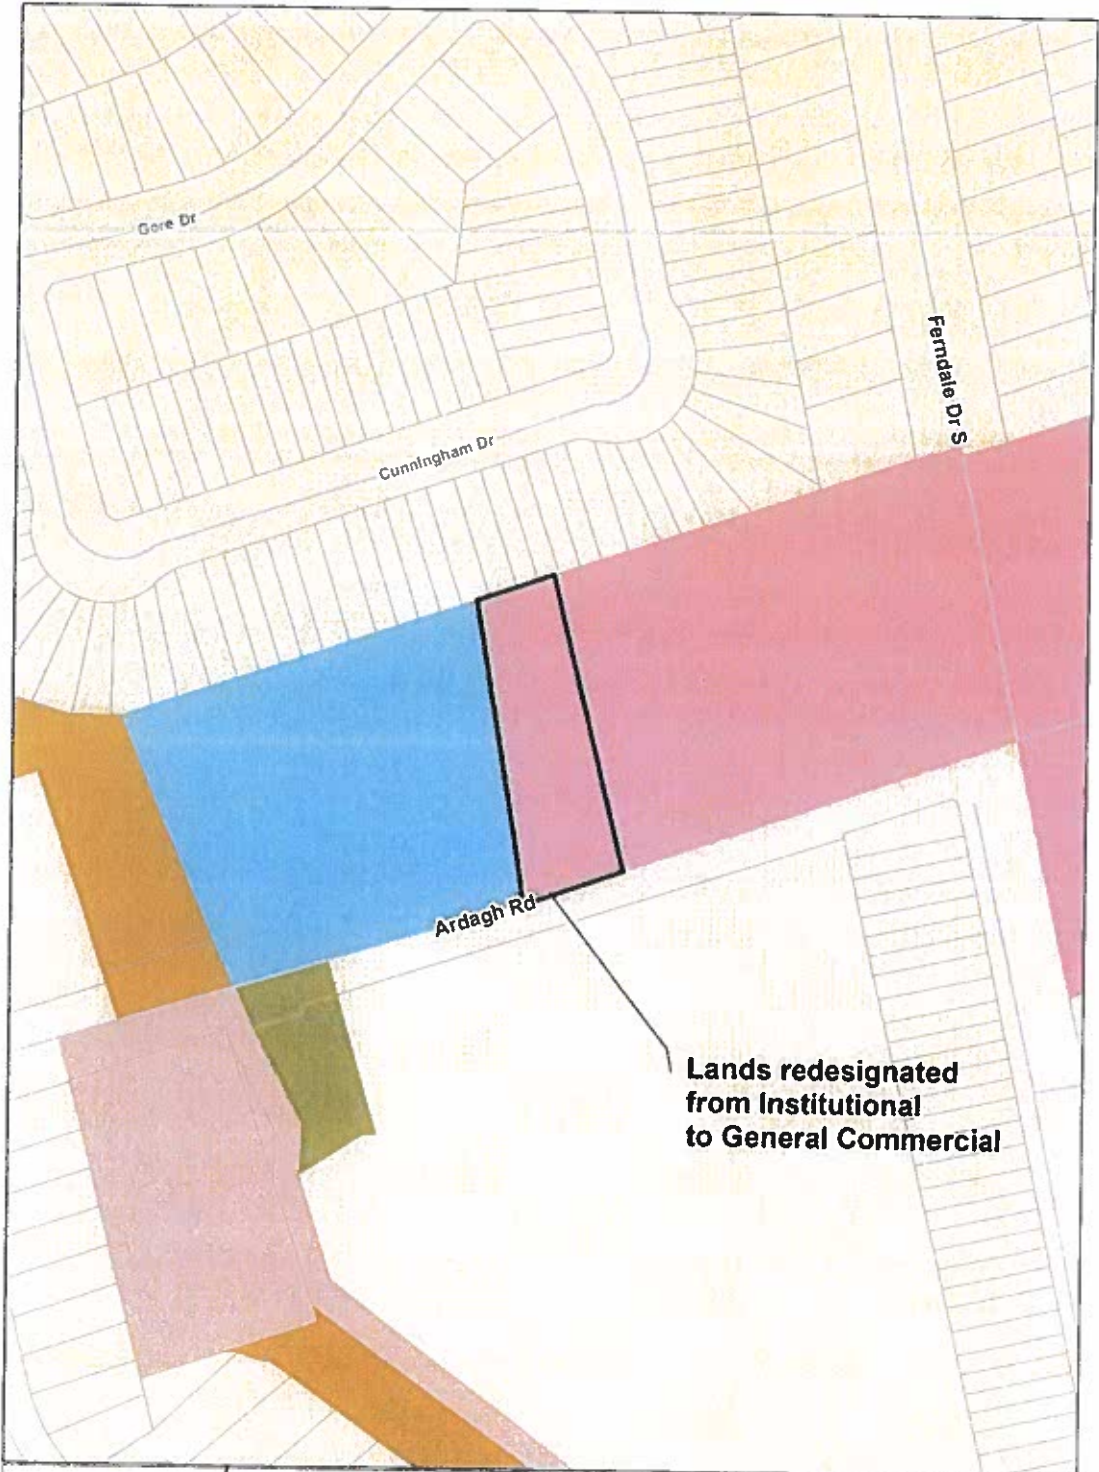 Gore Dr
Ferndale Dr S
Cunningham Dr
Ardagh Rd
Lands redesignated
from Institutional
to General Commercial